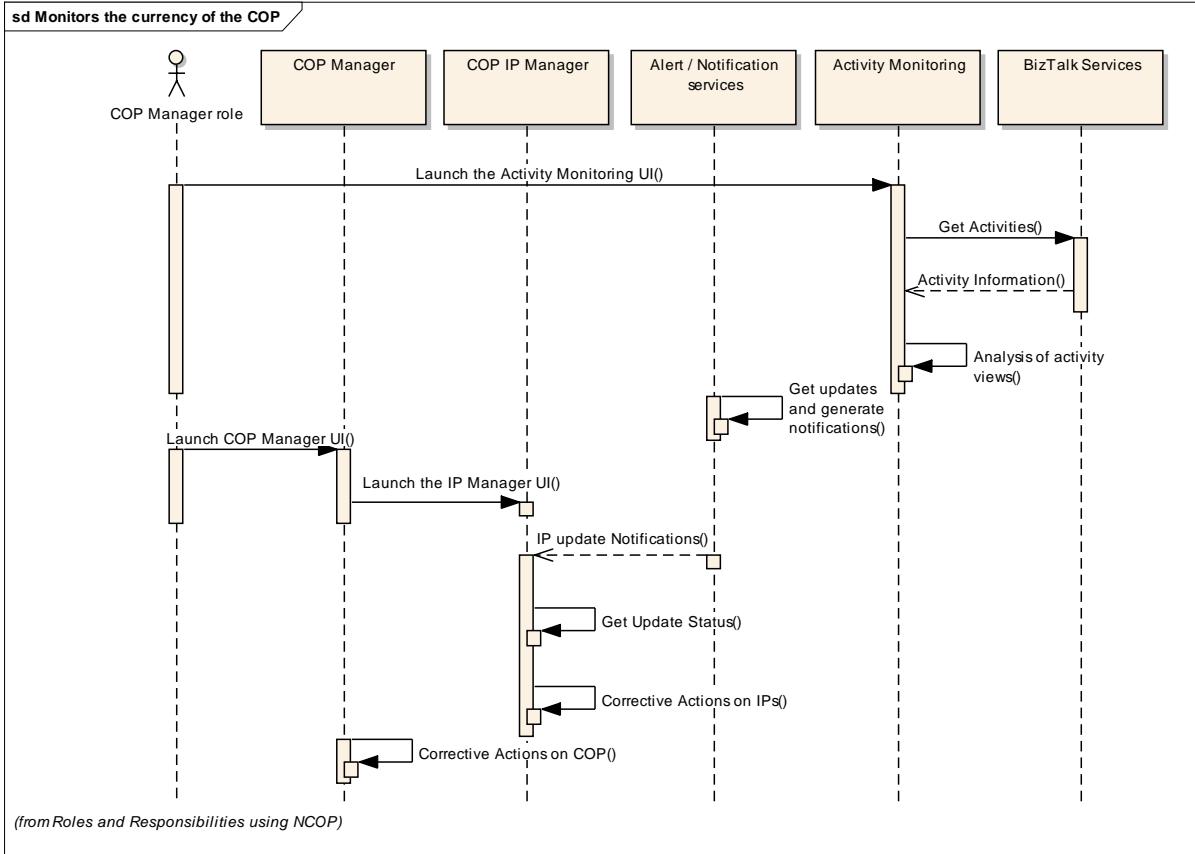 sd Monitors the currency of the COP
COP Manager role
COP Manager
COP IP Manager
Alert / Notification
services
Activity Monitoring
BizTalk Services
Launch the Activity Monitoring UI()
Get Activities()
Activity Information()
Analysis of activity
views()
Get updates
and generate
notifications()
Launch COP Manager UI()
Launch the IP Manager UI()
IP update Notifications()
Get Update Status()
Corrective Actions on IPs()
Corrective Actions on COP()
(from Roles and Responsibilities using NCOP)